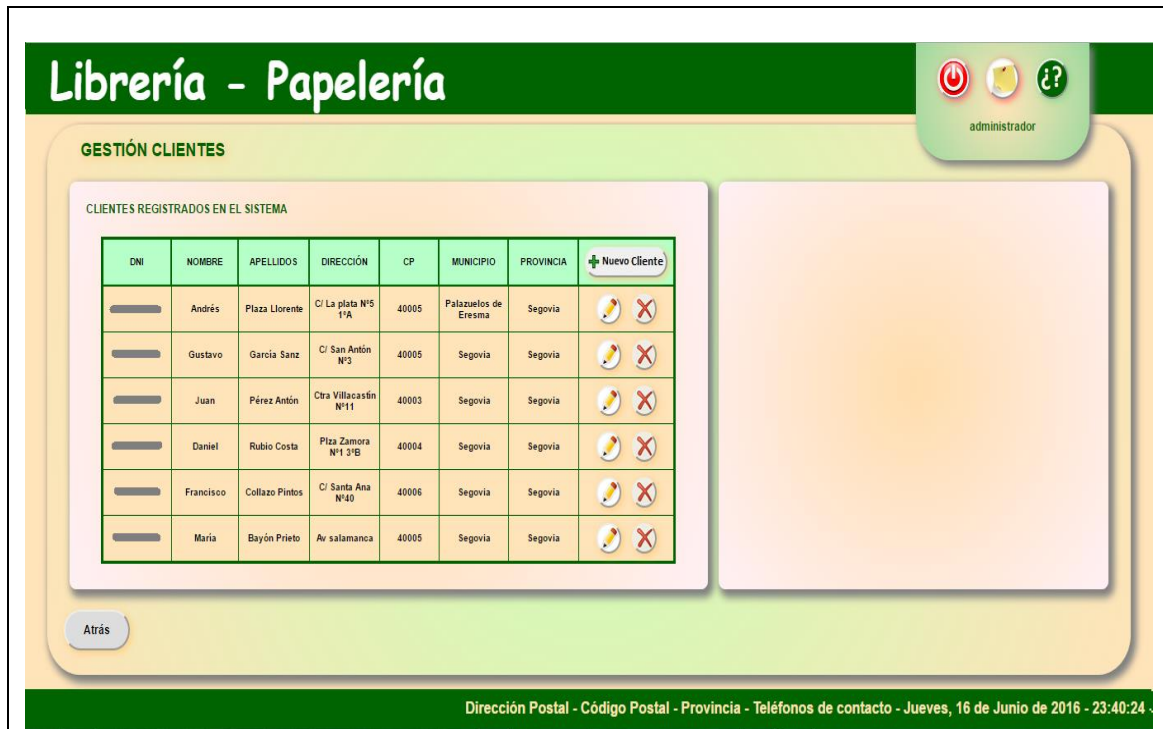 Librería - Papelería
¿?
administrador
GESTIÓN CLIENTES
CLIENTES REGISTRADOS EN EL SISTEMA
DNI NOMBRE APELLIDOS DIRECCIÓN CP MUNICIPIO PROVINCIA Nuevo Cliente
Andrés Plaza Llorente C/ La plata Nº5 1ºA 40005 Palazuelos de Eresma Segovia
Gustavo García Sanz C/ San Antón Nº3 40005 Segovia Segovia
Juan Pérez Antón Ctra Villacastín Nº11 40003 Segovia Segovia
Daniel Rubio Costa Plza Zamora Nº1 3ºB 40004 Segovia Segovia
Francisco Collazo Pintos C/ Santa Ana Nº40 40006 Segovia Segovia
María Bayón Prieto Av salamanca 40005 Segovia Segovia
Atrás
Dirección Postal - Código Postal - Provincia - Teléfonos de contacto - Jueves, 16 de Junio de 2016 - 23:40:24 -